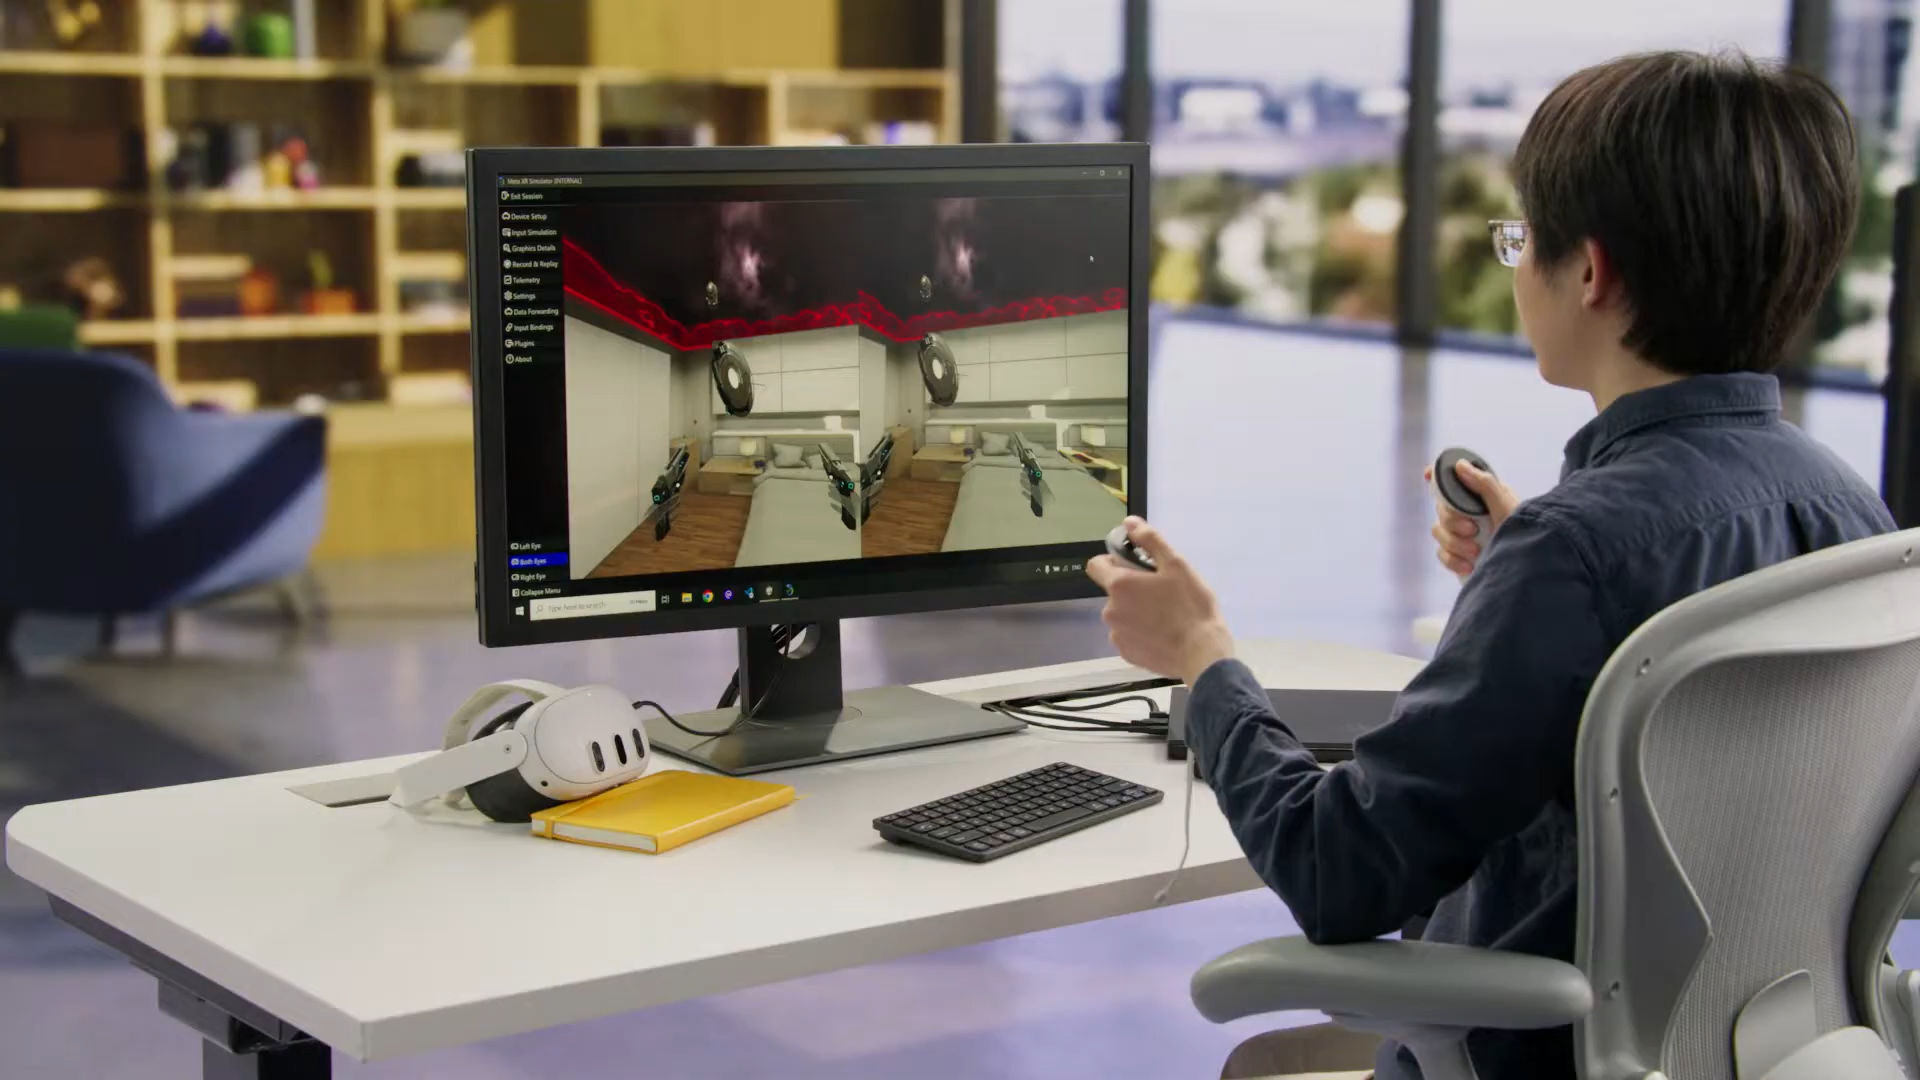 Meta XR Simulator [INTERNAL]
Exit Session
Device Setup
Input Simulation
Graphics Details
Record & Replay
Telemetry
Settings
Data Forwarding
Input Bindings
Plugins
About
Left Eye
Both Eyes
Right Eye
Collapse Menu
Type here to search
ENG